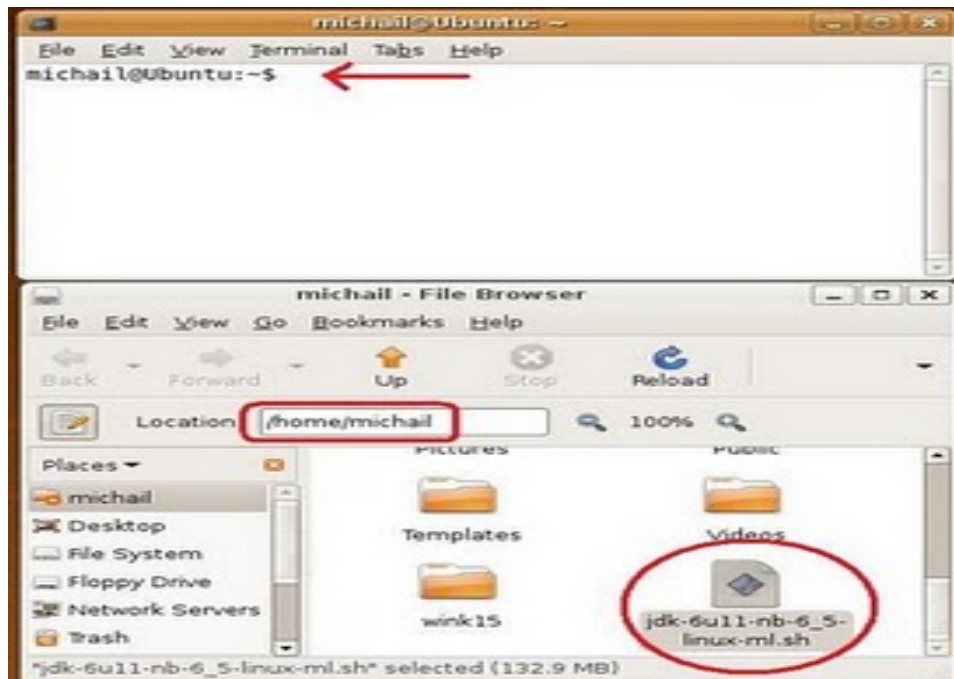 michail@Ubuntu: ~
File Edit View Terminal Tabs Help
michail@Ubuntu:~$
michail - File Browser
File Edit View Go Bookmarks Help
Back Forward Up Stop Reload
Location: /home/michail 100%
Places
Pictures Public
michail
Desktop
Templates Videos
File System
Floppy Drive
Network Servers
wink15 jdk-6u11-nb-6_5-
linux-ml.sh
Trash
"jdk-6u11-nb-6_5-linux-ml.sh" selected (132.9 MB)